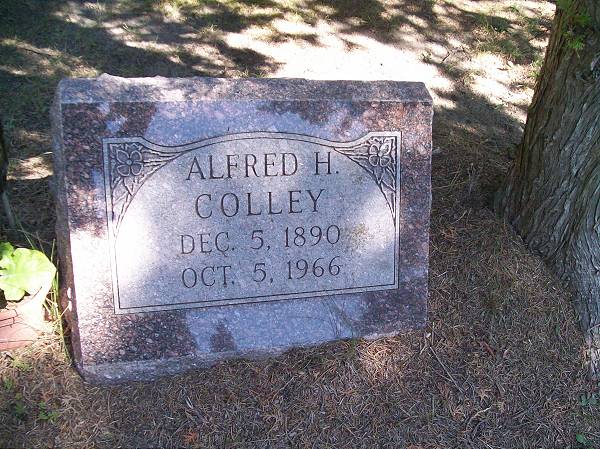 ALFRED H.
COLLEY
DEC. 5, 1890
OCT. 5, 1966